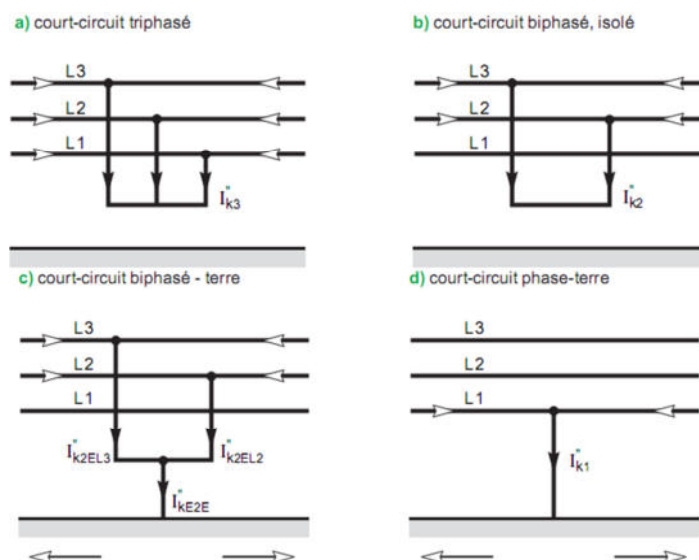 a) court-circuit triphasé
L3
L2
L1
I"k3
b) court-circuit biphasé, isolé
L3
L2
L1
I"k2
c) court-circuit biphasé - terre
L3
L2
L1
I"k2EL3
I"k2EL2
I"kE2E
d) court-circuit phase-terre
L3
L2
L1
I"k1